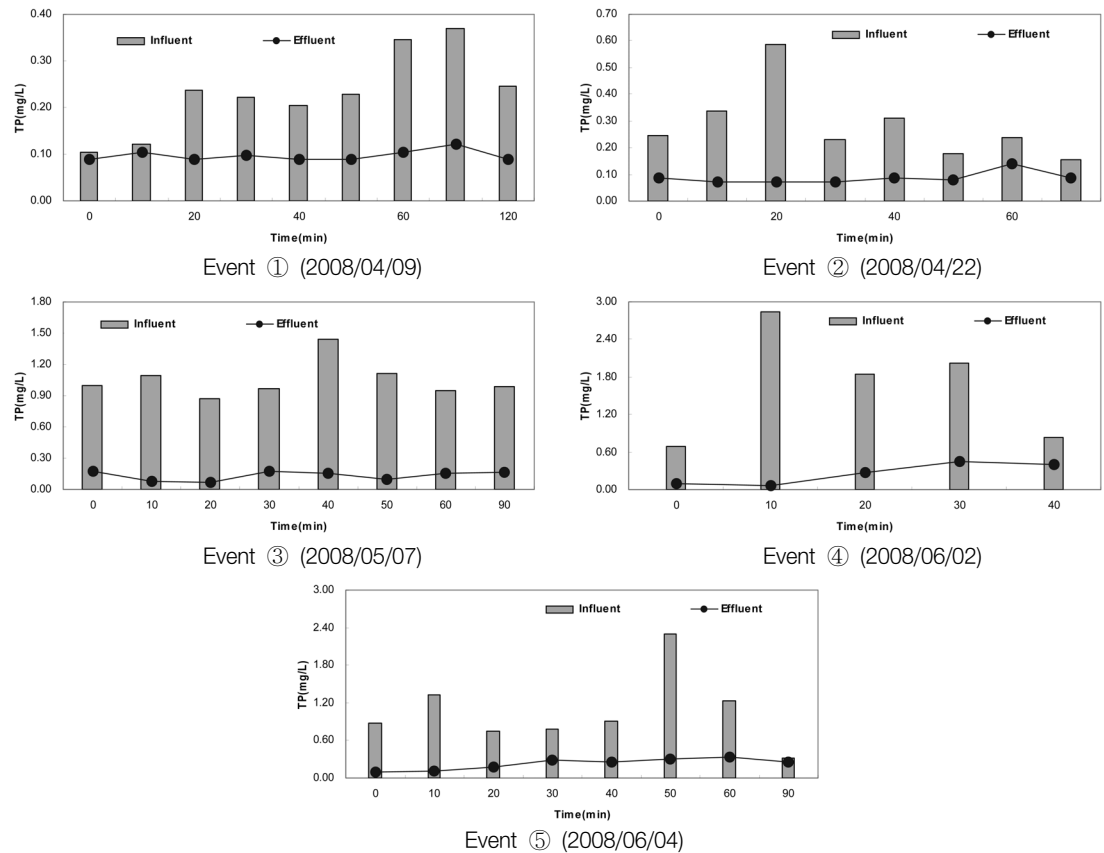 0.40
0.30
0.20
0.10
0.00
TP(mg/L)
Influent
Effluent
0 20 40 60 120
Time(min)
Event ① (2008/04/09)
0.70
0.60
0.50
0.40
0.30
0.20
0.10
0.00
TP(mg/L)
Influent
Effluent
0 20 40 60
Time(min)
Event ② (2008/04/22)
1.80
1.50
1.20
0.90
0.60
0.30
0.00
TP(mg/L)
Influent
Effluent
0 10 20 30 40 50 60 90
Time(min)
Event ③ (2008/05/07)
3.00
2.40
1.80
1.20
0.60
0.00
TP(mg/L)
Influent
Effluent
0 10 20 30 40
Time(min)
Event ④ (2008/06/02)
3.00
2.40
1.80
1.20
0.60
0.00
TP(mg/L)
Influent
Effluent
0 10 20 30 40 50 60 90
Time(min)
Event ⑤ (2008/06/04)